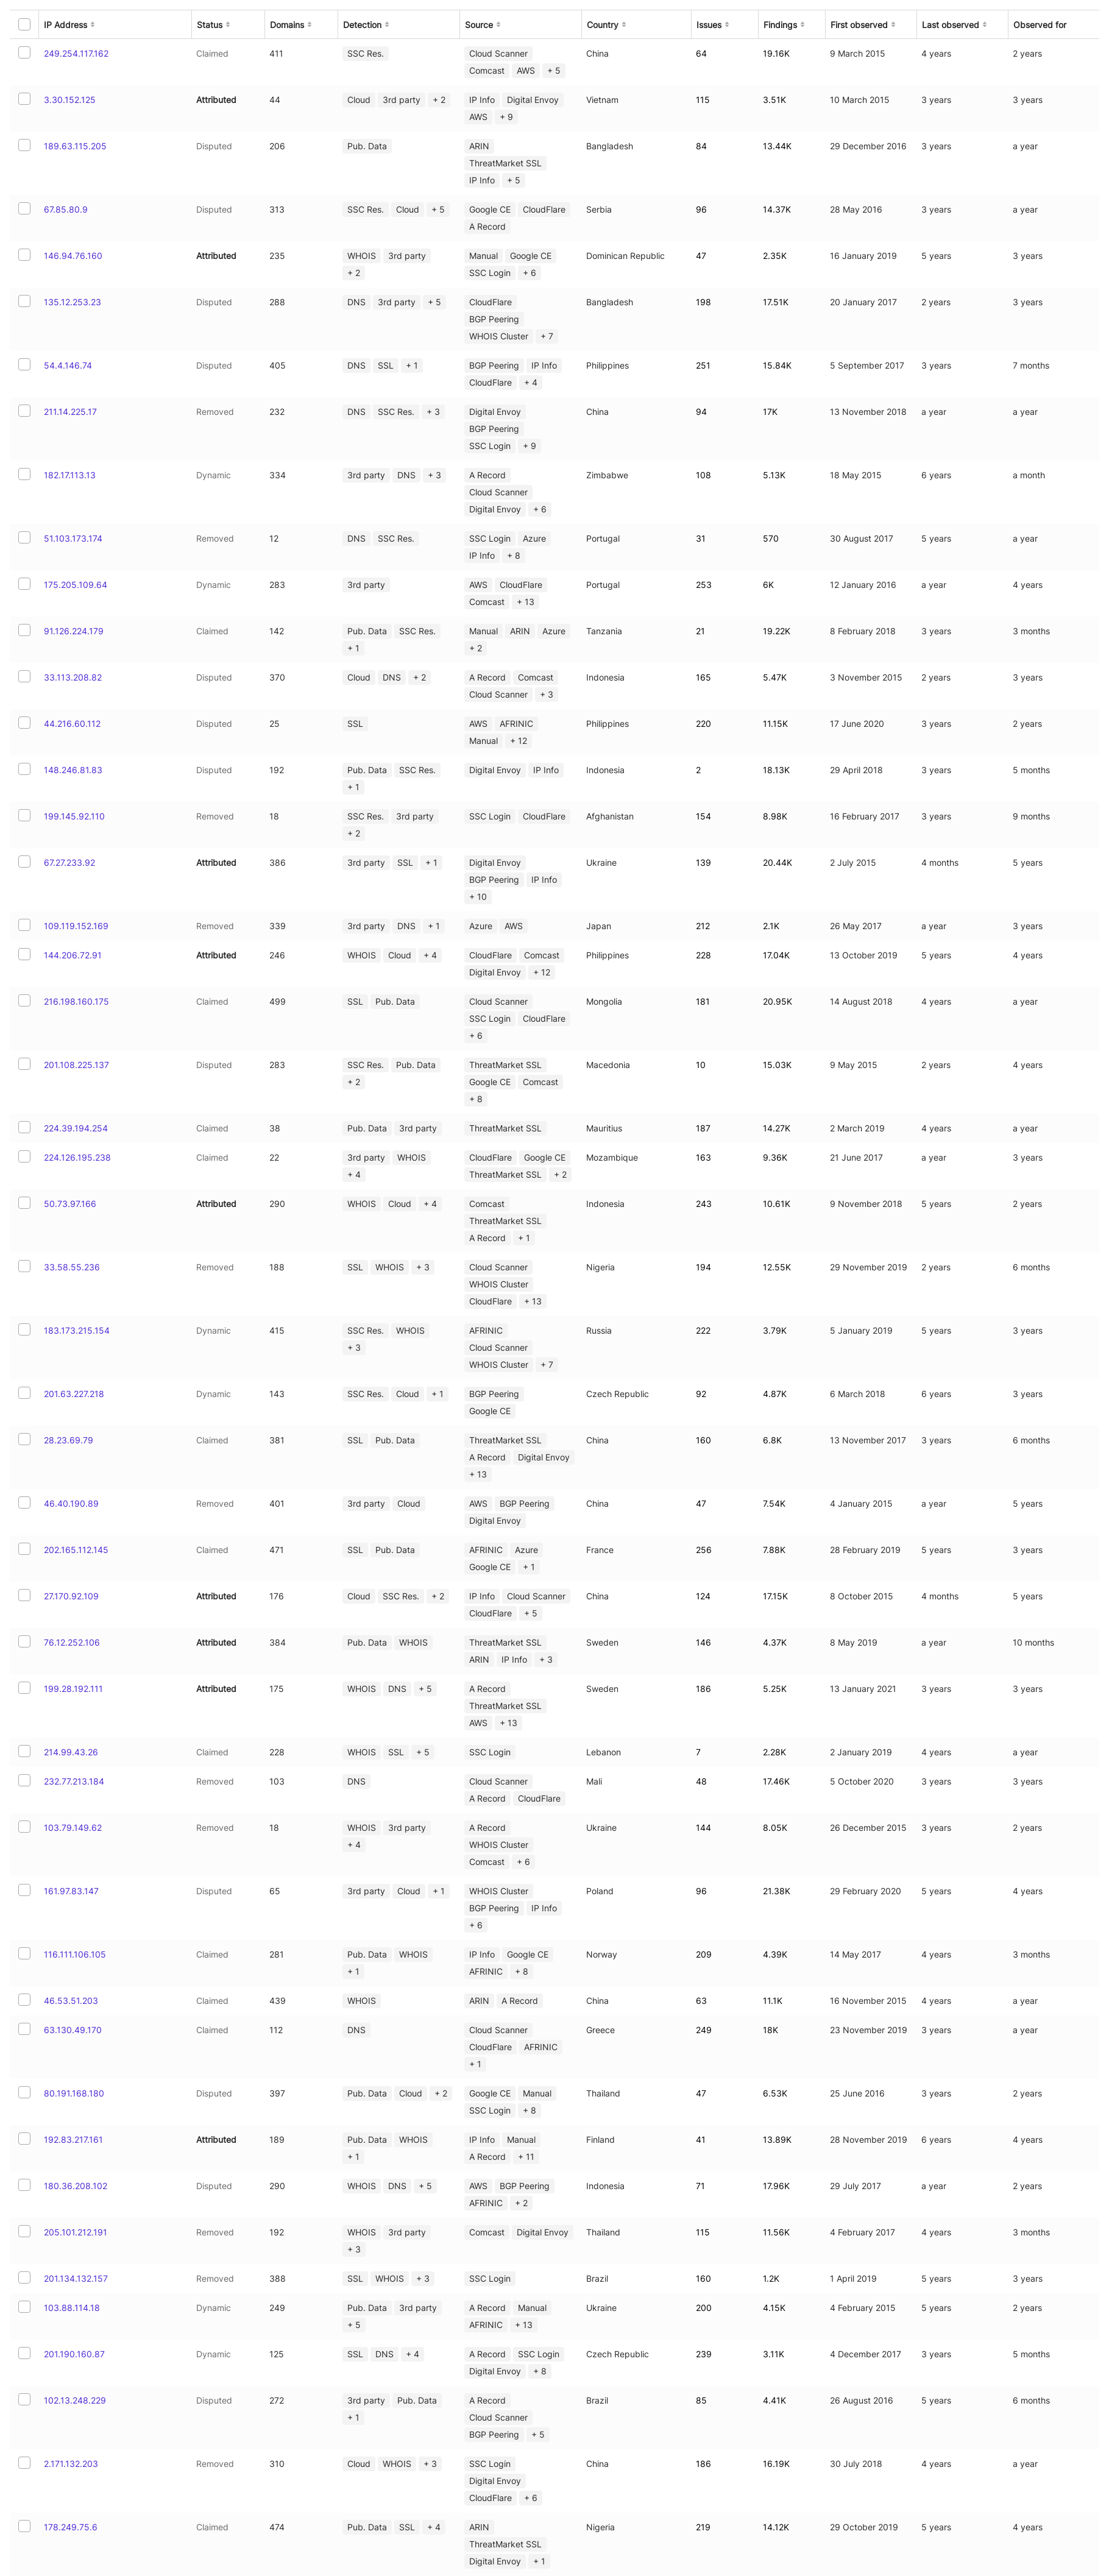 IP Address Status Domains Detection Source Country Issues Findings First observed Last observed Observed for
249.254.117.162 Claimed 411 SSC Res. Cloud Scanner China 64 19.16K 9 March 2015 4 years 2 years
Comcast AWS + 5
3.30.152.125 Attributed 44 Cloud 3rd party + 2 IP Info Digital Envoy Vietnam 115 3.51K 10 March 2015 3 years 3 years
AWS + 9
189.63.115.205 Disputed 206 Pub. Data ARIN Bangladesh 84 13.44K 29 December 2016 3 years a year
ThreatMarket SSL
IP Info + 5
67.85.80.9 Disputed 313 SSC Res. Cloud + 5 Google CE CloudFlare Serbia 96 14.37K 28 May 2016 3 years a year
A Record
146.94.76.160 Attributed 235 WHOIS 3rd party Manual Google CE Dominican Republic 47 2.35K 16 January 2019 5 years 3 years
+ 2 SSC Login + 6
135.12.253.23 Disputed 288 DNS 3rd party + 5 CloudFlare Bangladesh 198 17.51K 20 January 2017 2 years 3 years
BGP Peering
WHOIS Cluster + 7
54.4.146.74 Disputed 405 DNS SSL + 1 BGP Peering IP Info Philippines 251 15.84K 5 September 2017 3 years 7 months
CloudFlare + 4
211.14.225.17 Removed 232 DNS SSC Res. + 3 Digital Envoy China 94 17K 13 November 2018 a year a year
BGP Peering
SSC Login + 9
182.17.113.13 Dynamic 334 3rd party DNS + 3 A Record Zimbabwe 108 5.13K 18 May 2015 6 years a month
Cloud Scanner
Digital Envoy + 6
51.103.173.174 Removed 12 DNS SSC Res. SSC Login Azure Portugal 31 570 30 August 2017 5 years a year
IP Info + 8
175.205.109.64 Dynamic 283 3rd party AWS CloudFlare Portugal 253 6K 12 January 2016 a year 4 years
Comcast + 13
91.126.224.179 Claimed 142 Pub. Data SSC Res. Manual ARIN Azure Tanzania 21 19.22K 8 February 2018 3 years 3 months
+ 1 + 2
33.113.208.82 Disputed 370 Cloud DNS + 2 A Record Comcast Indonesia 165 5.47K 3 November 2015 2 years 3 years
Cloud Scanner + 3
44.216.60.112 Disputed 25 SSL AWS AFRINIC Philippines 220 11.15K 17 June 2020 3 years 2 years
Manual + 12
148.246.81.83 Disputed 192 Pub. Data SSC Res. Digital Envoy IP Info Indonesia 2 18.13K 29 April 2018 3 years 5 months
+ 1
199.145.92.110 Removed 18 SSC Res. 3rd party SSC Login CloudFlare Afghanistan 154 8.98K 16 February 2017 3 years 9 months
+ 2
67.27.233.92 Attributed 386 3rd party SSL + 1 Digital Envoy Ukraine 139 20.44K 2 July 2015 4 months 5 years
BGP Peering IP Info
+ 10
109.119.152.169 Removed 339 3rd party DNS + 1 Azure AWS Japan 212 2.1K 26 May 2017 a year 3 years
144.206.72.91 Attributed 246 WHOIS Cloud + 4 CloudFlare Comcast Philippines 228 17.04K 13 October 2019 5 years 4 years
Digital Envoy + 12
216.198.160.175 Claimed 499 SSL Pub. Data Cloud Scanner Mongolia 181 20.95K 14 August 2018 4 years a year
SSC Login CloudFlare
+ 6
201.108.225.137 Disputed 283 SSC Res. Pub. Data ThreatMarket SSL Macedonia 10 15.03K 9 May 2015 2 years 4 years
+ 2 Google CE Comcast
+ 8
224.39.194.254 Claimed 38 Pub. Data 3rd party ThreatMarket SSL Mauritius 187 14.27K 2 March 2019 4 years a year
224.126.195.238 Claimed 22 3rd party WHOIS CloudFlare Google CE Mozambique 163 9.36K 21 June 2017 a year 3 years
+ 4 ThreatMarket SSL + 2
50.73.97.166 Attributed 290 WHOIS Cloud + 4 Comcast Indonesia 243 10.61K 9 November 2018 5 years 2 years
ThreatMarket SSL
A Record + 1
33.58.55.236 Removed 188 SSL WHOIS + 3 Cloud Scanner Nigeria 194 12.55K 29 November 2019 2 years 6 months
WHOIS Cluster
CloudFlare + 13
183.173.215.154 Dynamic 415 SSC Res. WHOIS AFRINIC Russia 222 3.79K 5 January 2019 5 years 3 years
+ 3 Cloud Scanner
WHOIS Cluster + 7
201.63.227.218 Dynamic 143 SSC Res. Cloud + 1 BGP Peering Czech Republic 92 4.87K 6 March 2018 6 years 3 years
Google CE
28.23.69.79 Claimed 381 SSL Pub. Data ThreatMarket SSL China 160 6.8K 13 November 2017 3 years 6 months
A Record Digital Envoy
+ 13
46.40.190.89 Removed 401 3rd party Cloud AWS BGP Peering China 47 7.54K 4 January 2015 a year 5 years
Digital Envoy
202.165.112.145 Claimed 471 SSL Pub. Data AFRINIC Azure France 256 7.88K 28 February 2019 5 years 3 years
Google CE + 1
27.170.92.109 Attributed 176 Cloud SSC Res. + 2 IP Info Cloud Scanner China 124 17.15K 8 October 2015 4 months 5 years
CloudFlare + 5
76.12.252.106 Attributed 384 Pub. Data WHOIS ThreatMarket SSL Sweden 146 4.37K 8 May 2019 a year 10 months
ARIN IP Info + 3
199.28.192.111 Attributed 175 WHOIS DNS + 5 A Record Sweden 186 5.25K 13 January 2021 3 years 3 years
ThreatMarket SSL
AWS + 13
214.99.43.26 Claimed 228 WHOIS SSL + 5 SSC Login Lebanon 7 2.28K 2 January 2019 4 years a year
232.77.213.184 Removed 103 DNS Cloud Scanner Mali 48 17.46K 5 October 2020 3 years 3 years
A Record CloudFlare
103.79.149.62 Removed 18 WHOIS 3rd party A Record Ukraine 144 8.05K 26 December 2015 3 years 2 years
+ 4 WHOIS Cluster
Comcast + 6
161.97.83.147 Disputed 65 3rd party Cloud + 1 WHOIS Cluster Poland 96 21.38K 29 February 2020 5 years 4 years
BGP Peering IP Info
+ 6
116.111.106.105 Claimed 281 Pub. Data WHOIS IP Info Google CE Norway 209 4.39K 14 May 2017 4 years 3 months
+ 1 AFRINIC + 8
46.53.51.203 Claimed 439 WHOIS ARIN A Record China 63 11.1K 16 November 2015 4 years a year
63.130.49.170 Claimed 112 DNS Cloud Scanner Greece 249 18K 23 November 2019 3 years a year
CloudFlare AFRINIC
+ 1
80.191.168.180 Disputed 397 Pub. Data Cloud + 2 Google CE Manual Thailand 47 6.53K 25 June 2016 3 years 2 years
SSC Login + 8
192.83.217.161 Attributed 189 Pub. Data WHOIS IP Info Manual Finland 41 13.89K 28 November 2019 6 years 4 years
+ 1 A Record + 11
180.36.208.102 Disputed 290 WHOIS DNS + 5 AWS BGP Peering Indonesia 71 17.96K 29 July 2017 a year 2 years
AFRINIC + 2
205.101.212.191 Removed 192 WHOIS 3rd party Comcast Digital Envoy Thailand 115 11.56K 4 February 2017 4 years 3 months
+ 3
201.134.132.157 Removed 388 SSL WHOIS + 3 SSC Login Brazil 160 1.2K 1 April 2019 5 years 3 years
103.88.114.18 Dynamic 249 Pub. Data 3rd party A Record Manual Ukraine 200 4.15K 4 February 2015 5 years 2 years
+ 5 AFRINIC + 13
201.190.160.87 Dynamic 125 SSL DNS + 4 A Record SSC Login Czech Republic 239 3.11K 4 December 2017 3 years 5 months
Digital Envoy + 8
102.13.248.229 Disputed 272 3rd party Pub. Data A Record Brazil 85 4.41K 26 August 2016 5 years 6 months
+ 1 Cloud Scanner
BGP Peering + 5
2.171.132.203 Removed 310 Cloud WHOIS + 3 SSC Login China 186 16.19K 30 July 2018 4 years a year
Digital Envoy
CloudFlare + 6
178.249.75.6 Claimed 474 Pub. Data SSL + 4 ARIN Nigeria 219 14.12K 29 October 2019 5 years 4 years
ThreatMarket SSL
Digital Envoy + 1